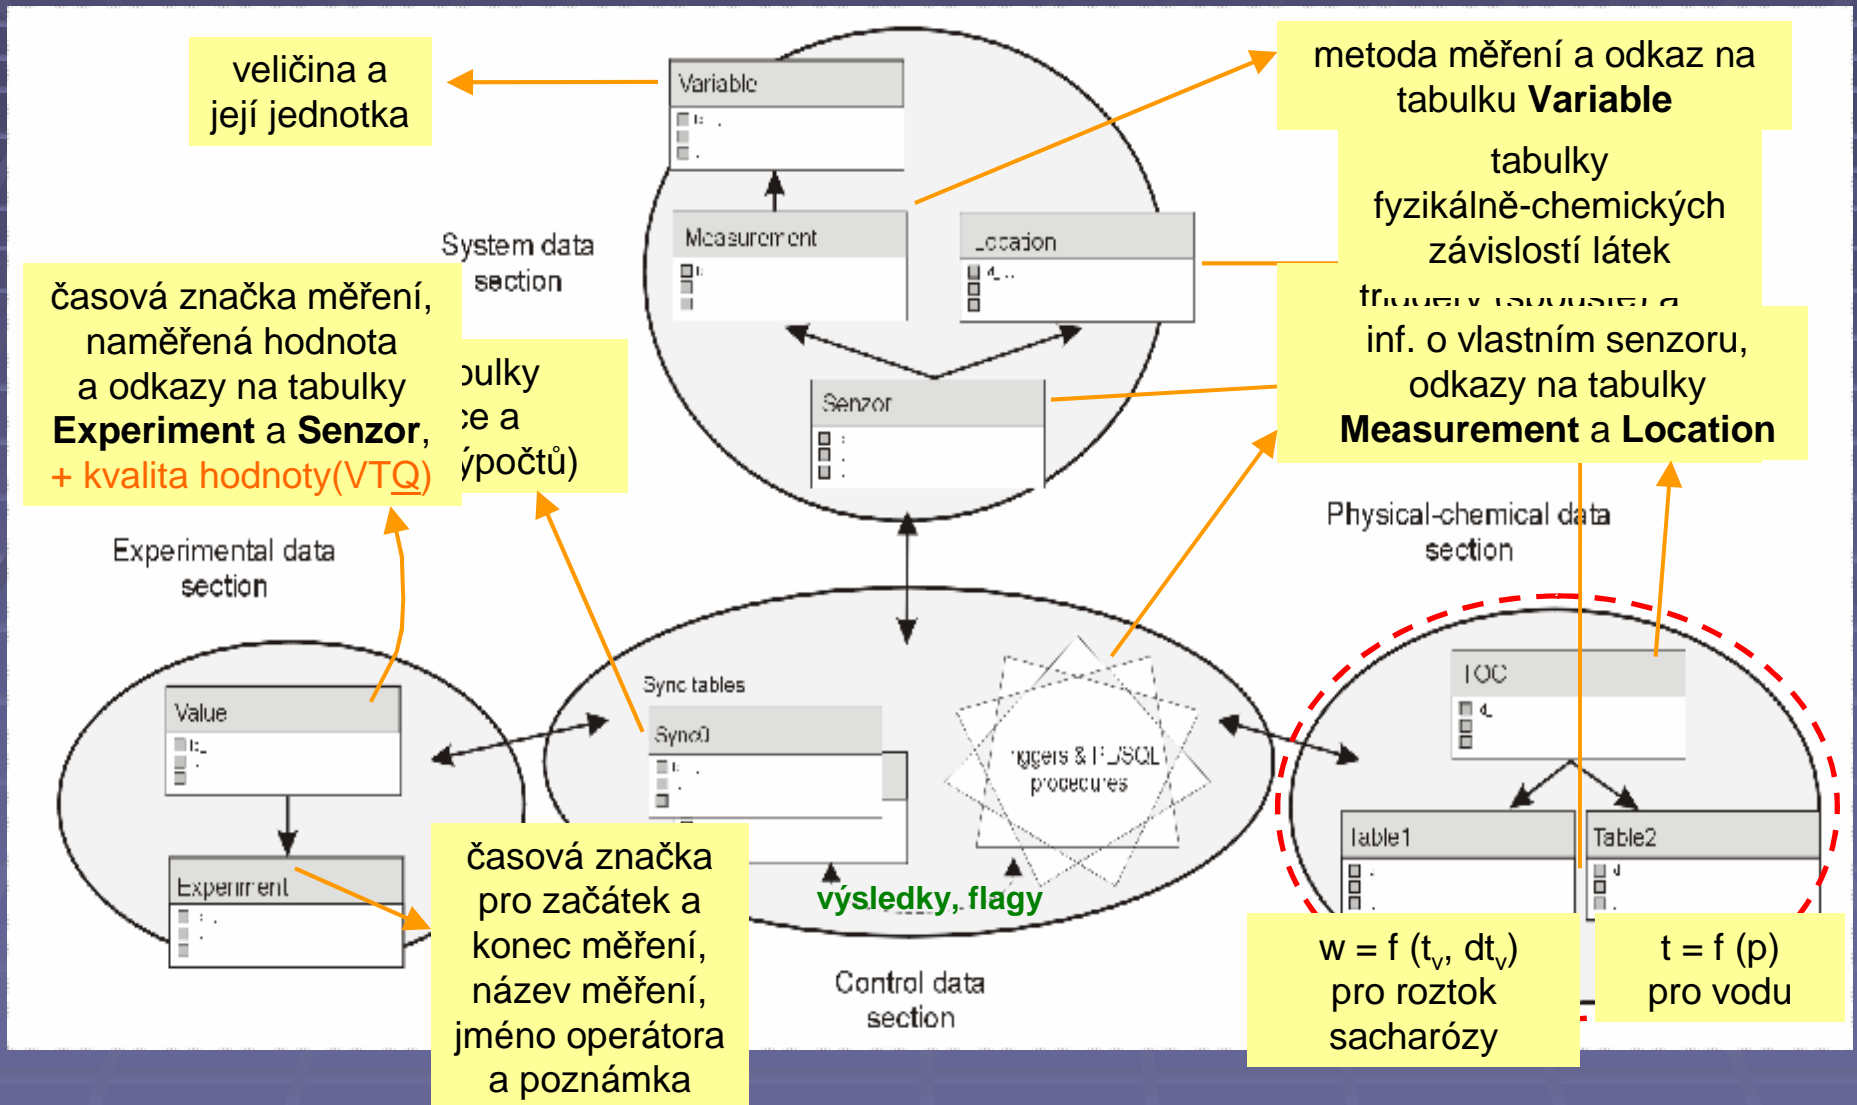 veličina a
její jednotka
Variable
metoda měření a odkaz na
tabulku Variable
tabulky
fyzikálně-chemických
závislostí látek
System data
section
Measurement
Location
časová značka měření,
naměřená hodnota
a odkazy na tabulky
Experiment a Senzor,
+ kvalita hodnoty(VTQ)
inf. o vlastním senzoru,
odkazy na tabulky
Measurement a Location
Senzor
Experimental data
section
Physical-chemical data
section
Value
Experiment
Sync tables
Sync0
procedures
výsledky, flagy
Table1
Table2
časová značka
pro začátek a
konec měření,
název měření,
jméno operátora
a poznámka
Control data
section
w = f (tv, dtv)
pro roztok
sacharózy
t = f (p)
pro vodu